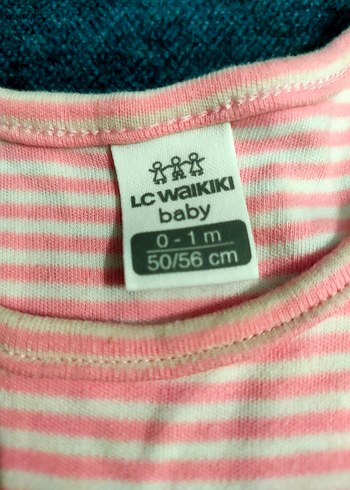 LC WAIKIKI
baby
0 - 1 m
50/56 cm